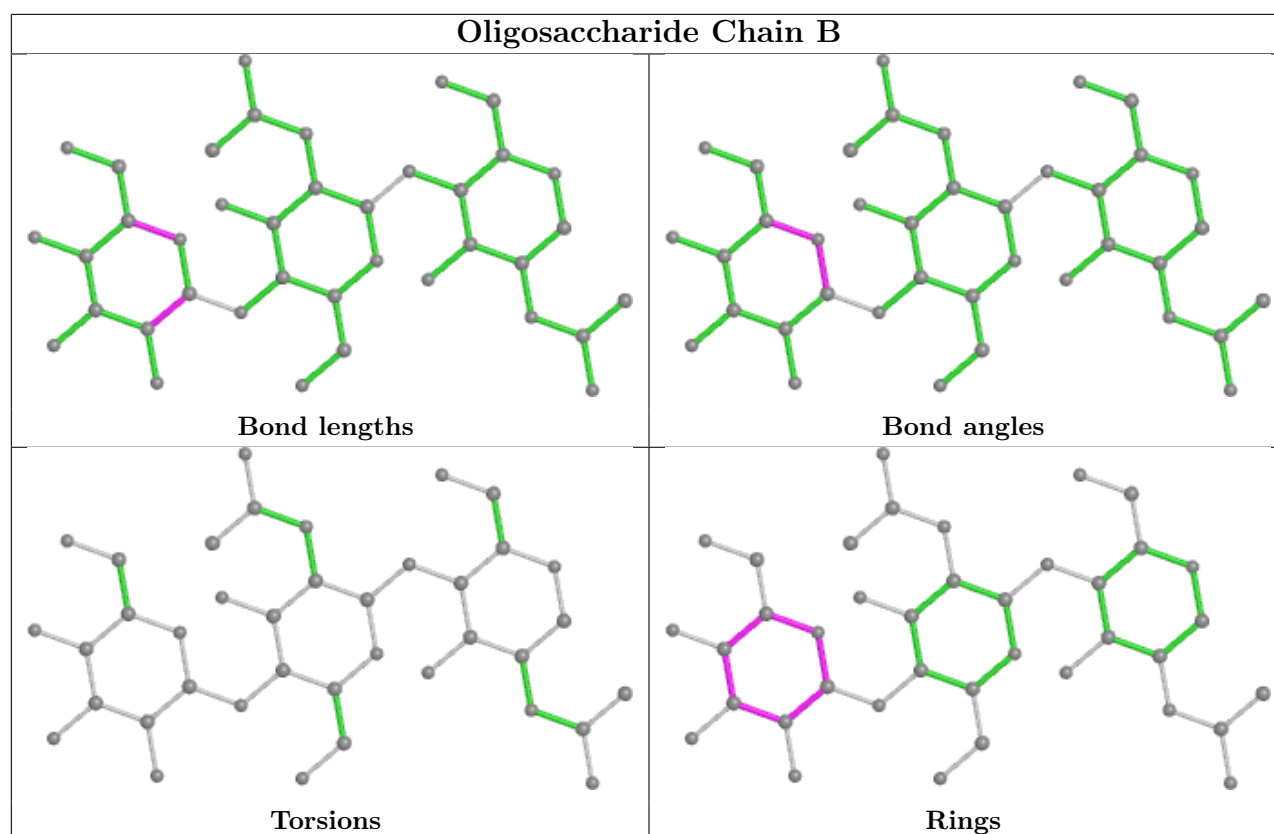 Oligosaccharide Chain B
Bond lengths
Bond angles
Torsions
Rings